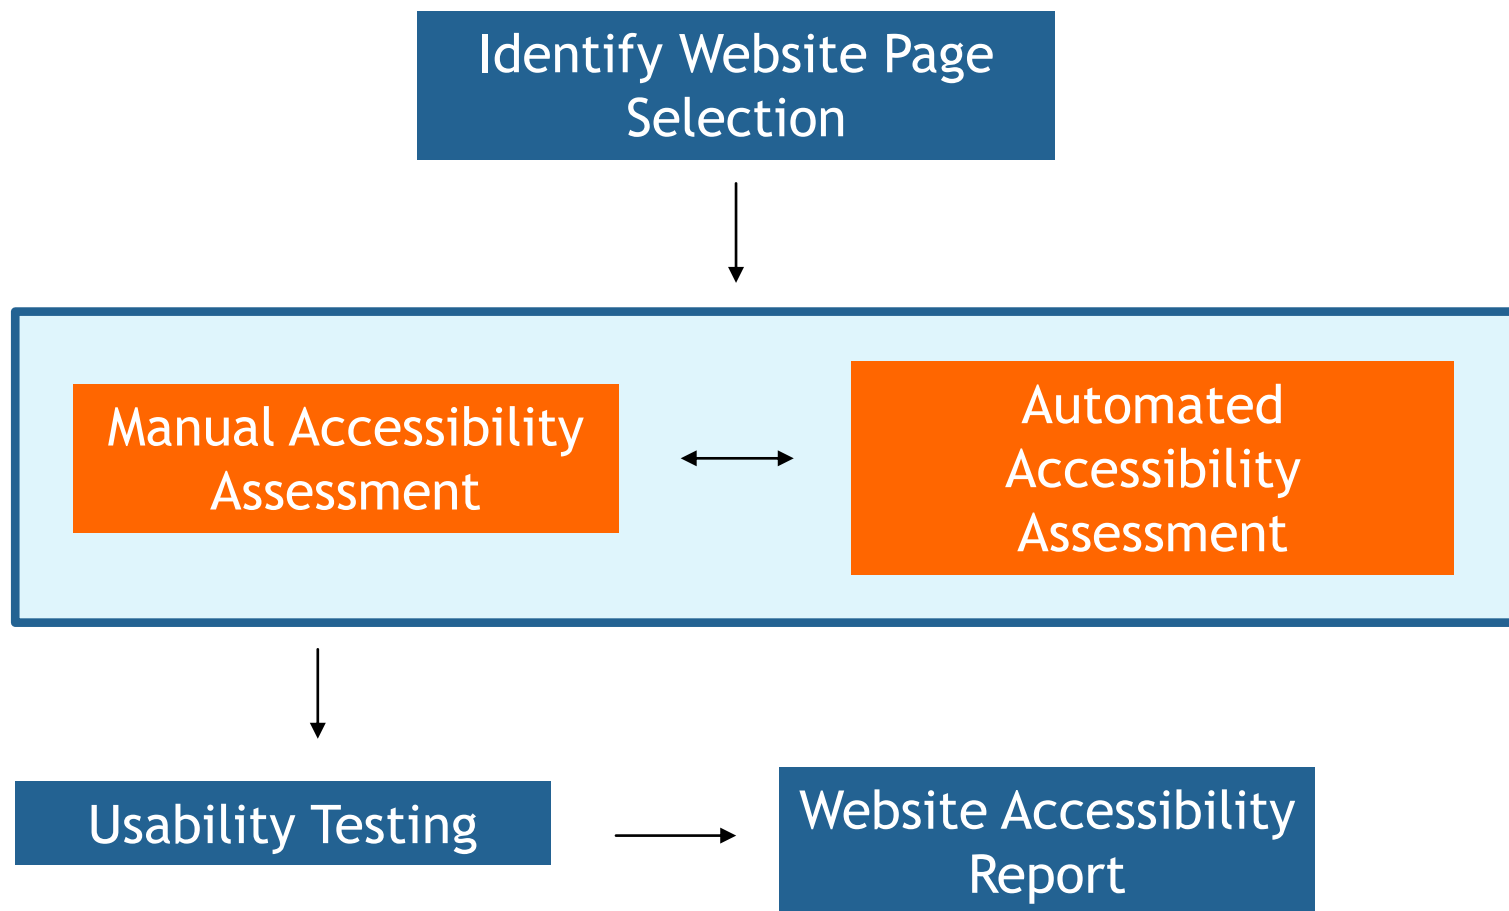 Identify Website Page
Selection
Manual Accessibility
Assessment
Automated
Accessibility
Assessment
Usability Testing
Website Accessibility
Report